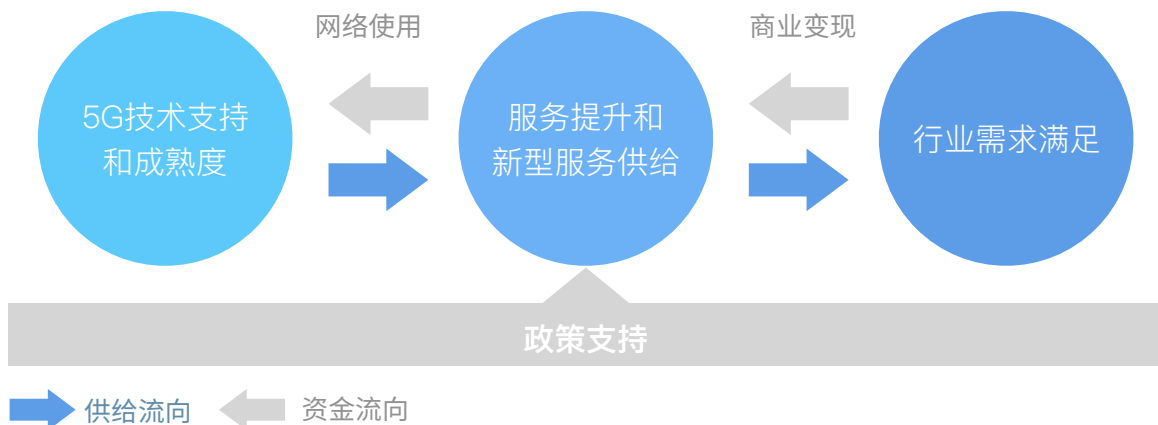 网络使用
商业变现
5G技术支持
和成熟度
服务提升和
新型服务供给
行业需求满足
政策支持
供给流向
资金流向